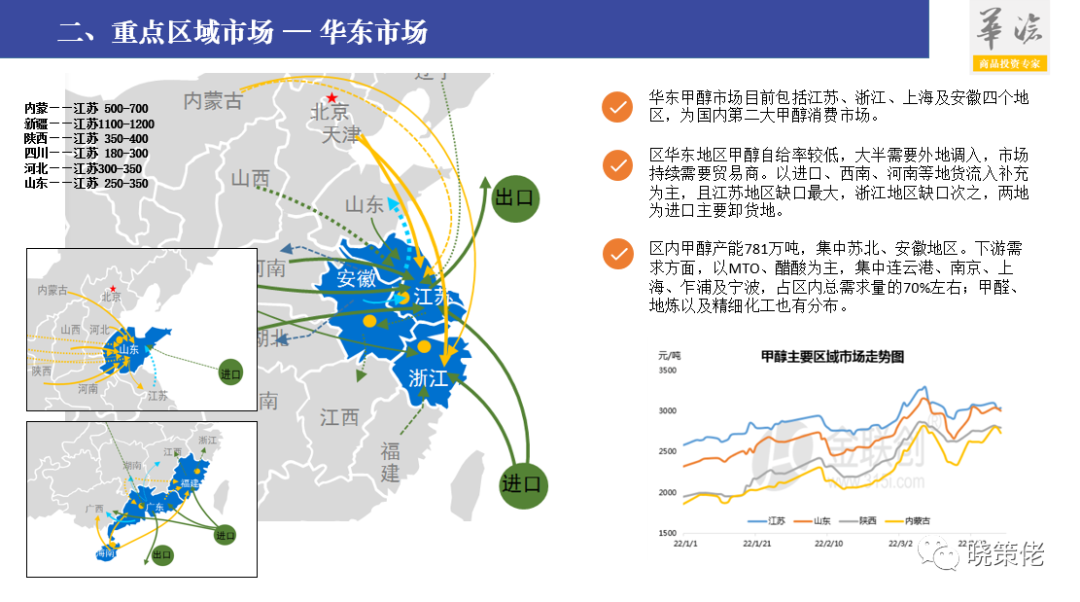 二、重点区域市场 — 华东市场
華滄
商品投资专家
内蒙－－江苏 500-700
新疆－－江苏1100-1200
陕西－－江苏 350-400
四川－－江苏 180-300
河北－－江苏300-350
山东－－江苏 250-350
内蒙古
北京
天津
辽宁
山西
山东
出口
河南
安徽
江苏
湖北
浙江
江西
福建
进口
内蒙古
北京
山西
河北
山东
陕西
河南
江苏
进口
浙江
江西
湖南
福建
广西
广东
海南
进口
出口
华东甲醇市场目前包括江苏、浙江、上海及安徽四个地
区，为国内第二大甲醇消费市场。
区华东地区甲醇自给率较低，大半需要外地调入，市场
持续需要贸易商。以进口、西南、河南等地货流入补充
为主，且江苏地区缺口最大，浙江地区缺口次之，两地
为进口主要卸货地。
区内甲醇产能781万吨，集中苏北、安徽地区。下游需
求方面，以MTO、醋酸为主，集中连云港、南京、上
海、乍浦及宁波，占区内总需求量的70%左右；甲醛、
地炼以及精细化工也有分布。
元/吨
甲醇主要区域市场走势图
3500
3000
2500
2000
1500
金联创
江苏
山东
陕西
内蒙古
22/1/1
22/1/21
22/2/10
22/3/2
晓策佬